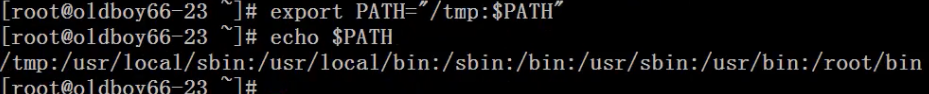 [root@oldboy66-23 ~]# export PATH="/tmp:$PATH"
[root@oldboy66-23 ~]# echo $PATH
/tmp:/usr/local/sbin:/usr/local/bin:/sbin:/bin:/usr/sbin:/usr/bin:/root/bin
[root@oldboy66-23 ~]#